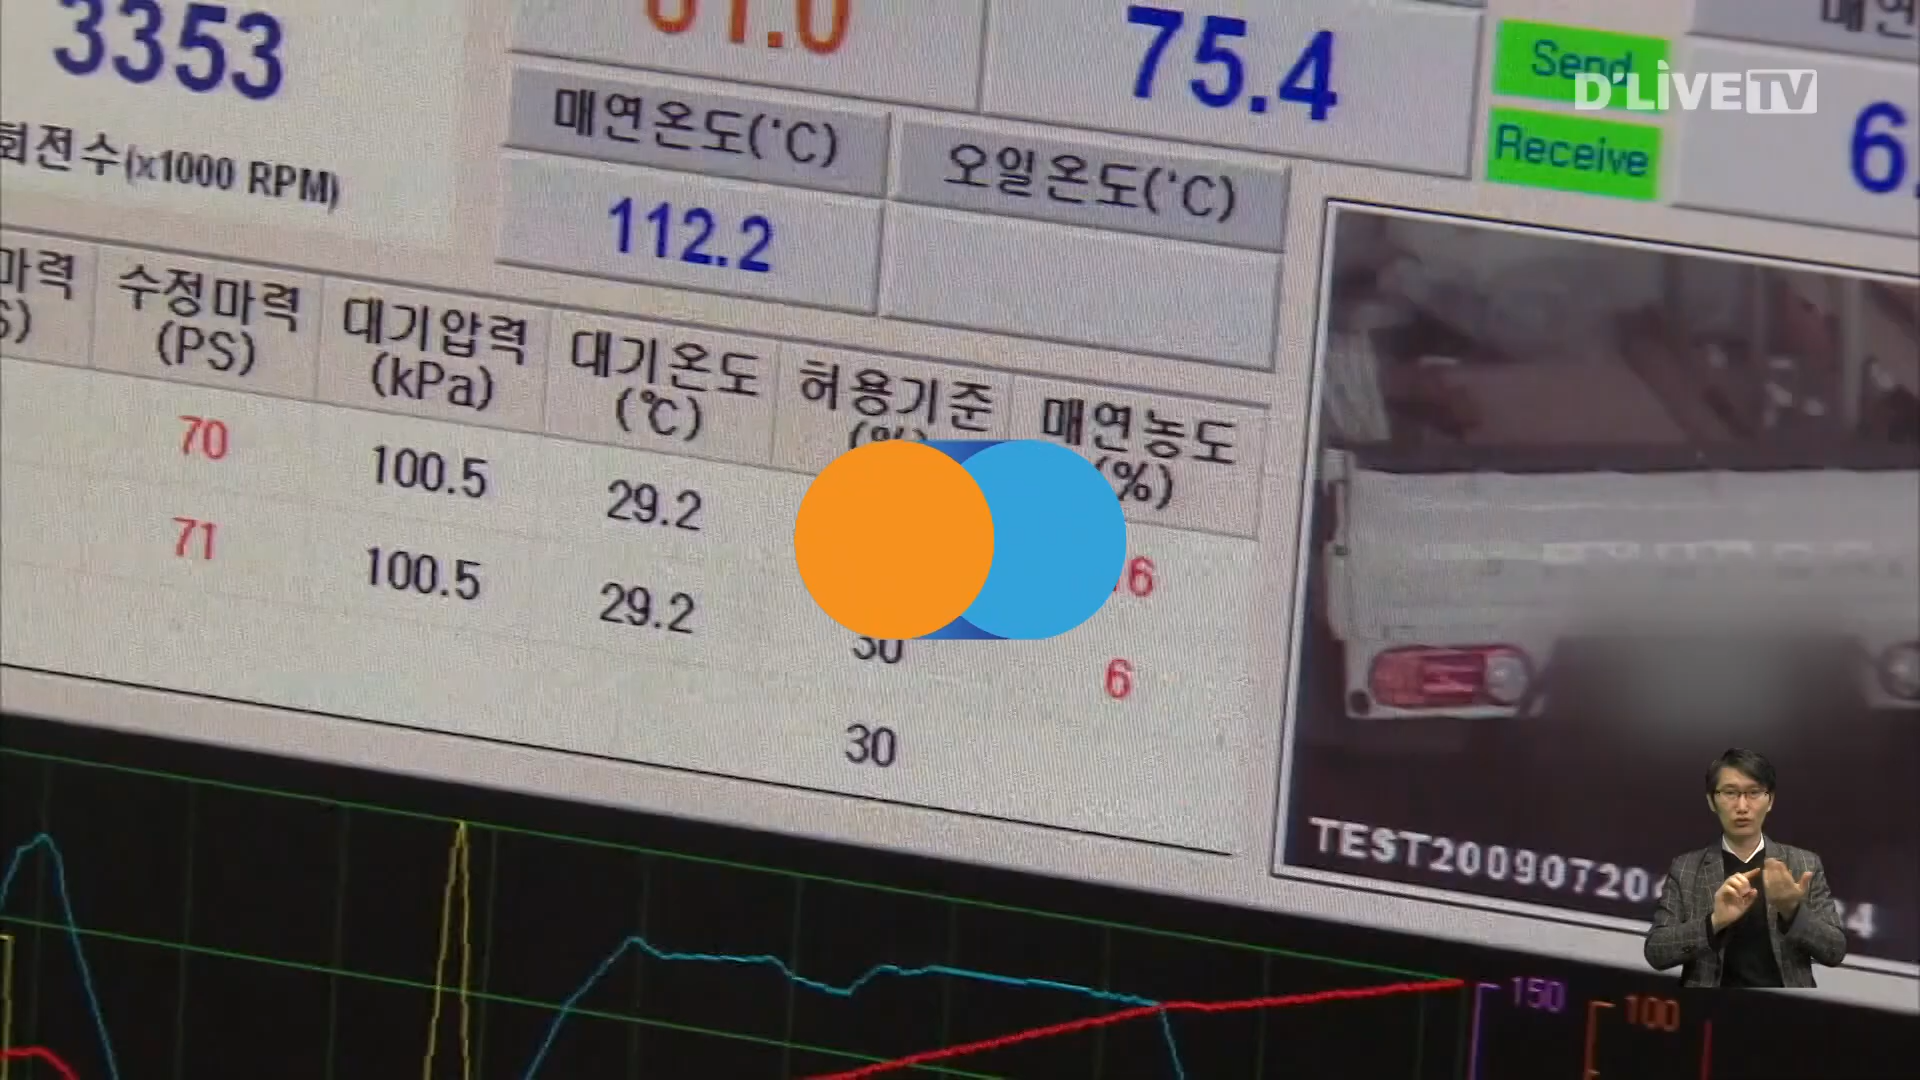 3353
75.4
Send
D'LIVE TV
매연온도(°C)
오일온도(°C)
Receive
회전수(x1000 RPM)
112.2
마력
수정마력
(PS)
대기압력
(kPa)
대기온도
(℃)
허용기준
(%)
매연농도
(%)
70
100.5
29.2
71
100.5
29.2
30
6
30
150
100